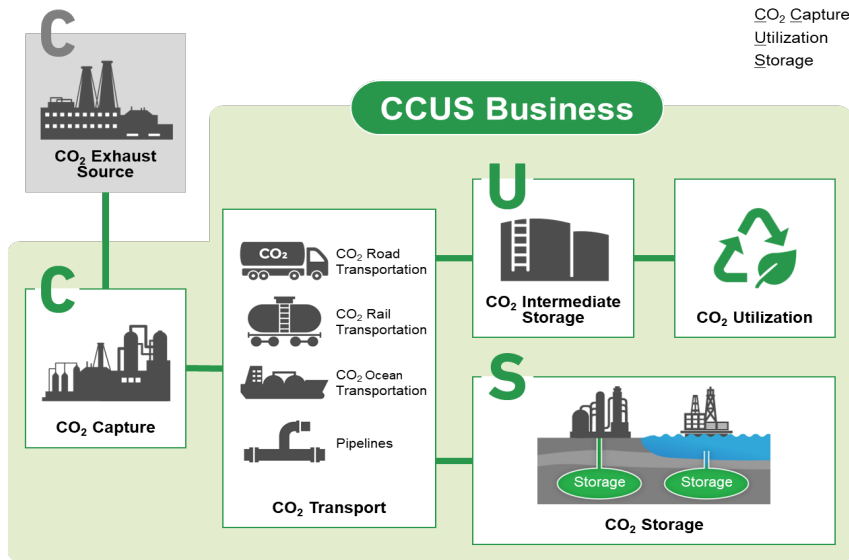 CO₂ Capture
Utilization
Storage
C
CO₂ Exhaust
Source
CCUS Business
C
CO₂ Capture
CO₂
CO₂ Road
Transportation
CO₂ Rail
Transportation
CO₂ Ocean
Transportation
Pipelines
CO₂ Transport
U
CO₂ Intermediate
Storage
CO₂ Utilization
S
Storage
Storage
CO₂ Storage